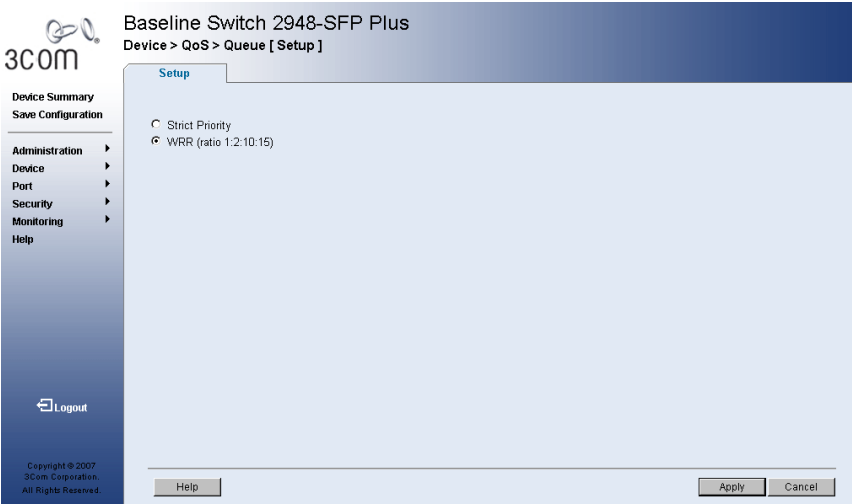 3COM
Baseline Switch 2948-SFP Plus
Device > QoS > Queue [ Setup ]
Setup
Device Summary
Save Configuration
Administration
Device
Port
Security
Monitoring
Help
Logout
Copyright © 2007
3Com Corporation.
All Rights Reserved.
Strict Priority
WRR (ratio 1:2:10:15)
Help
Apply
Cancel